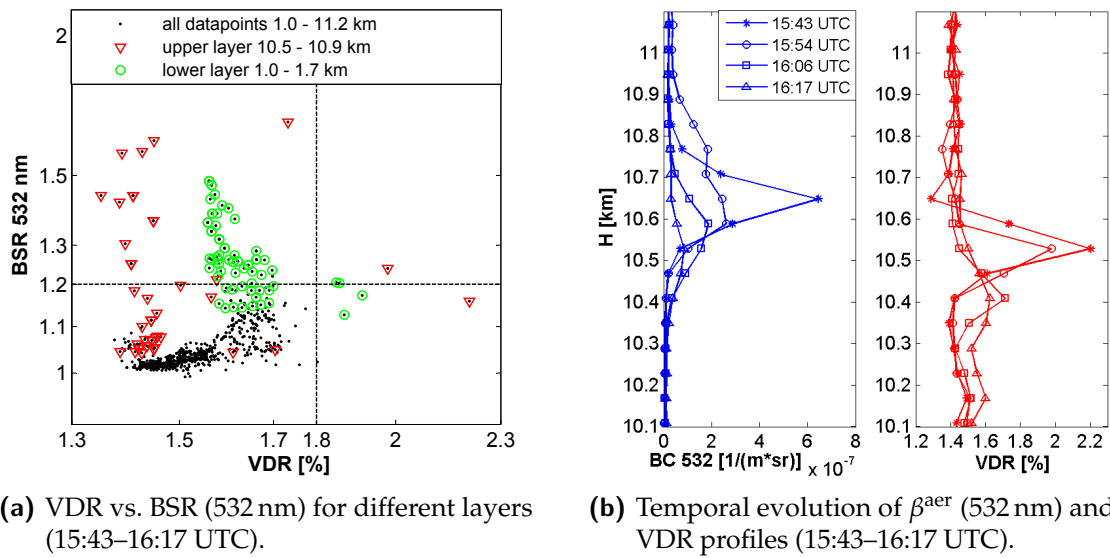 all datapoints 1.0 - 11.2 km
upper layer 10.5 - 10.9 km
lower layer 1.0 - 1.7 km
2
1.5
1.3
1.2
1
BSR 532 nm
1.3
1.5
1.7
1.8
2
2.3
VDR [%]
15:43 UTC
15:54 UTC
16:06 UTC
16:17 UTC
11
10.9
10.8
10.7
10.6
10.5
10.4
10.3
10.2
10.1
H [km]
0
2
4
6
8
BC 532 [1/(m*sr)]
x 10⁻⁷
11
10.9
10.8
10.7
10.6
10.5
10.4
10.3
10.2
10.1
1.2
1.4
1.6
1.8
2
2.2
VDR [%]
(a) VDR vs. BSR (532 nm) for different layers
(15:43–16:17 UTC).
(b) Temporal evolution of βᵃᵉʳ (532 nm) and
VDR profiles (15:43–16:17 UTC).